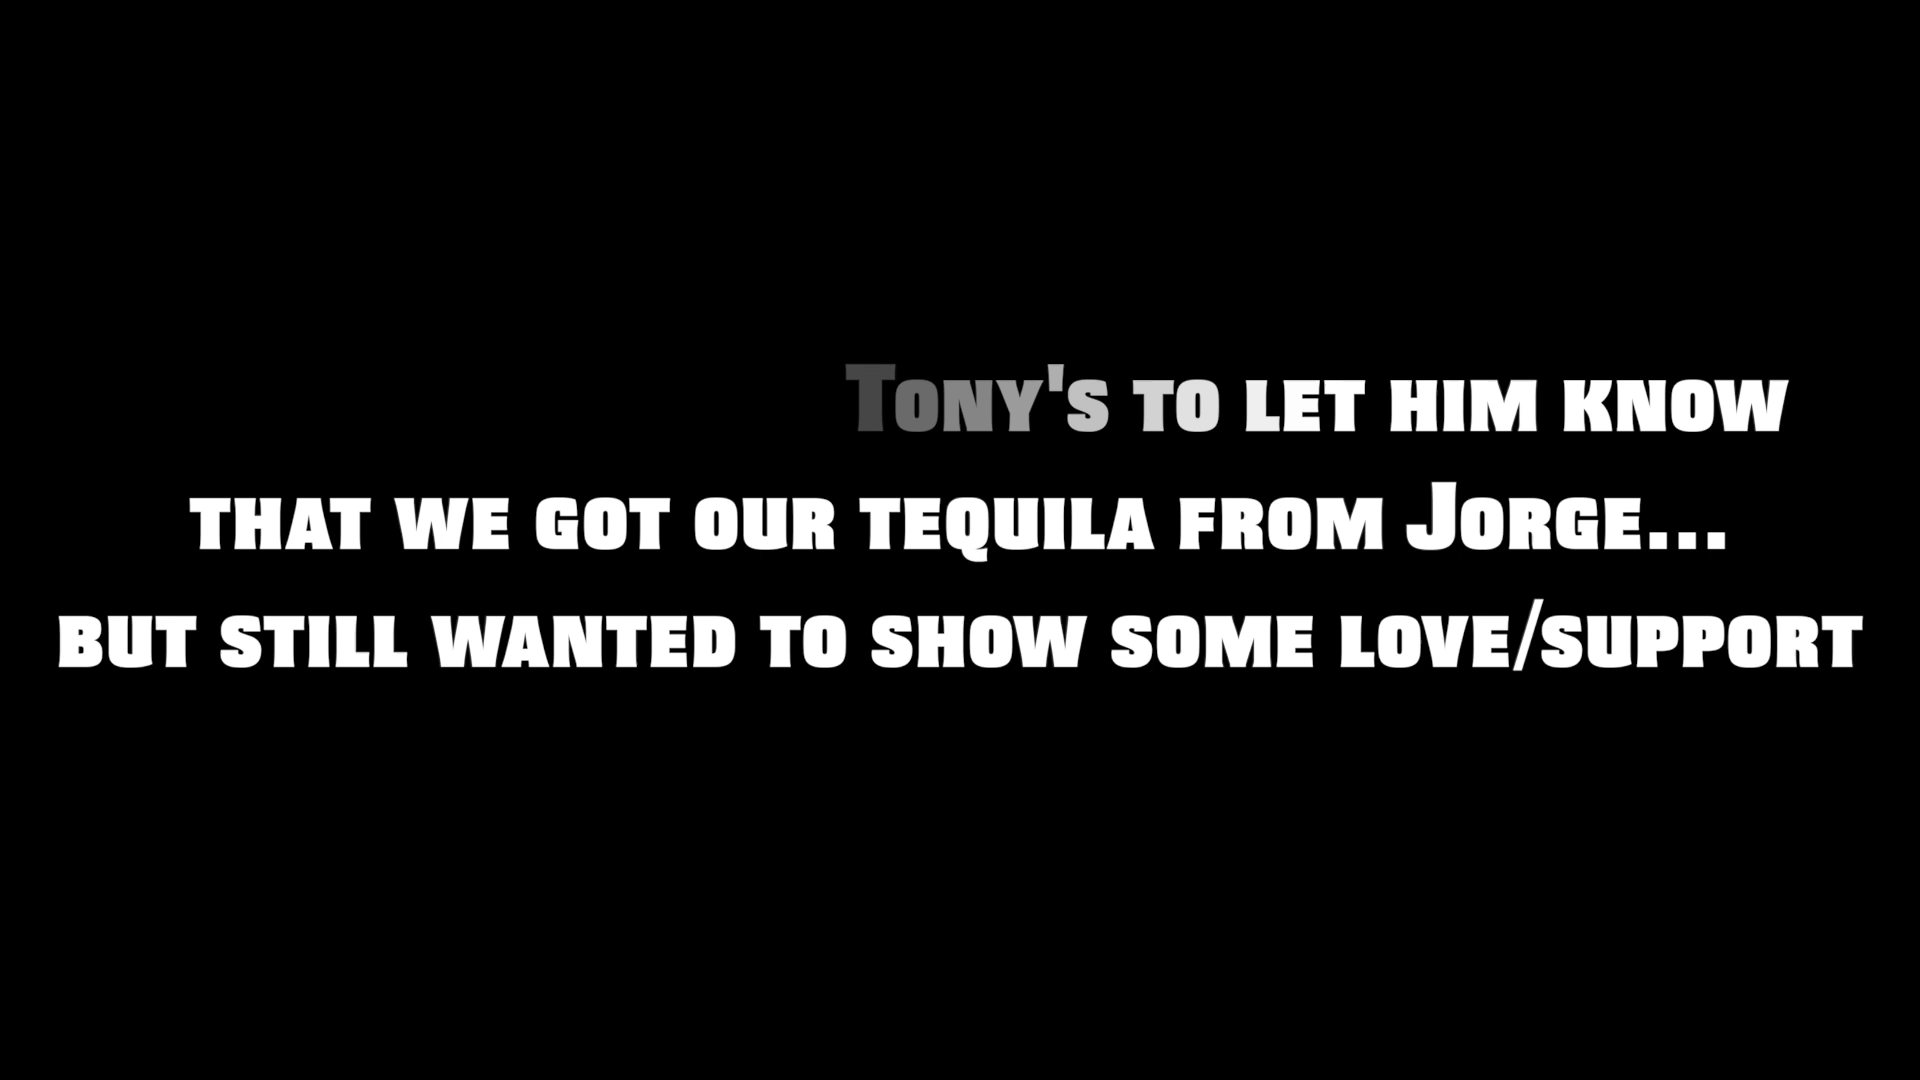 Tony's to let him know
that we got our tequila from Jorge...
but still wanted to show some love/support